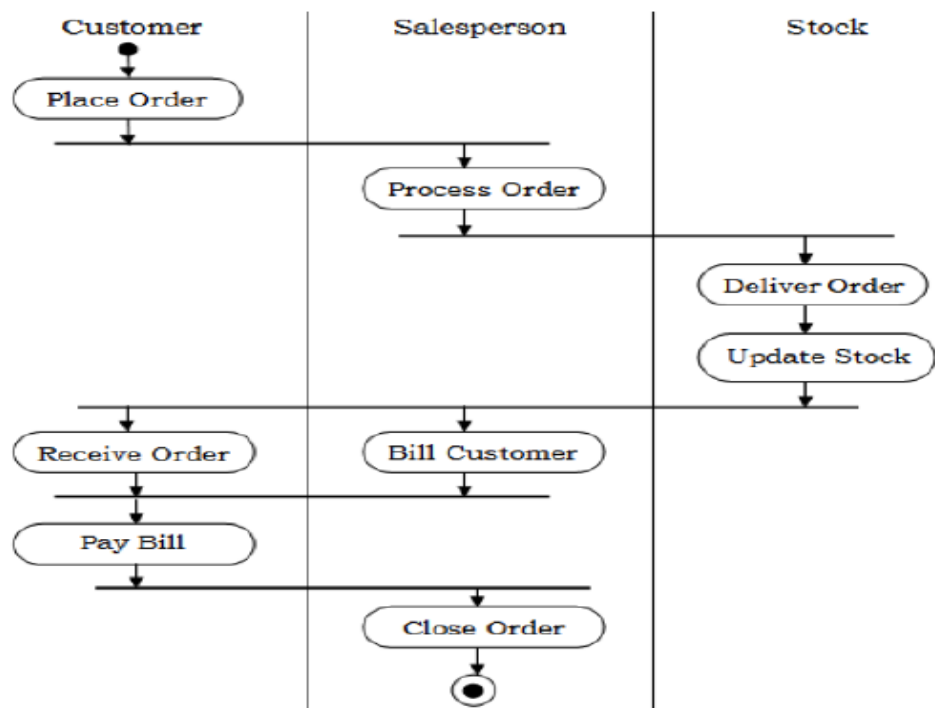 Customer
Salesperson
Stock
Place Order
Process Order
Deliver Order
Update Stock
Receive Order
Bill Customer
Pay Bill
Close Order